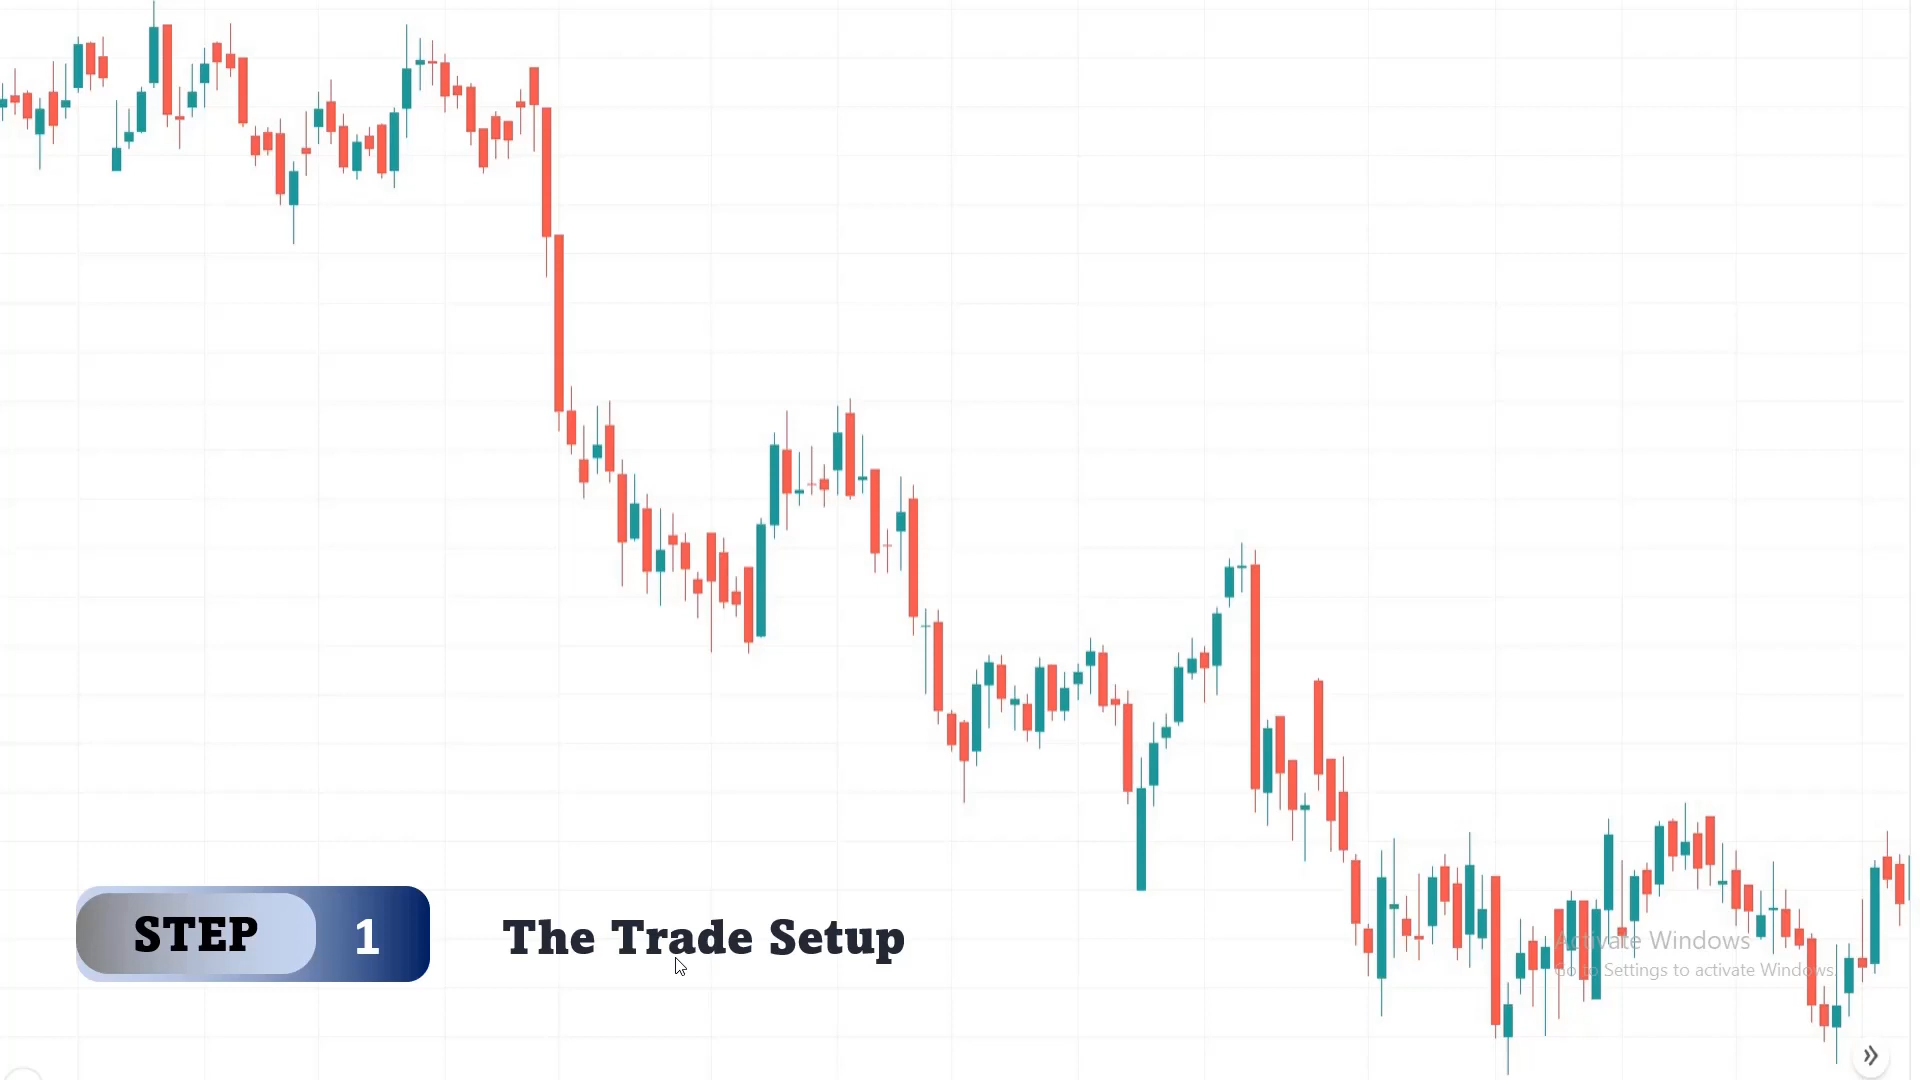 STEP 1 The Trade Setup
Activate Windows
Go to Settings to activate Windows.